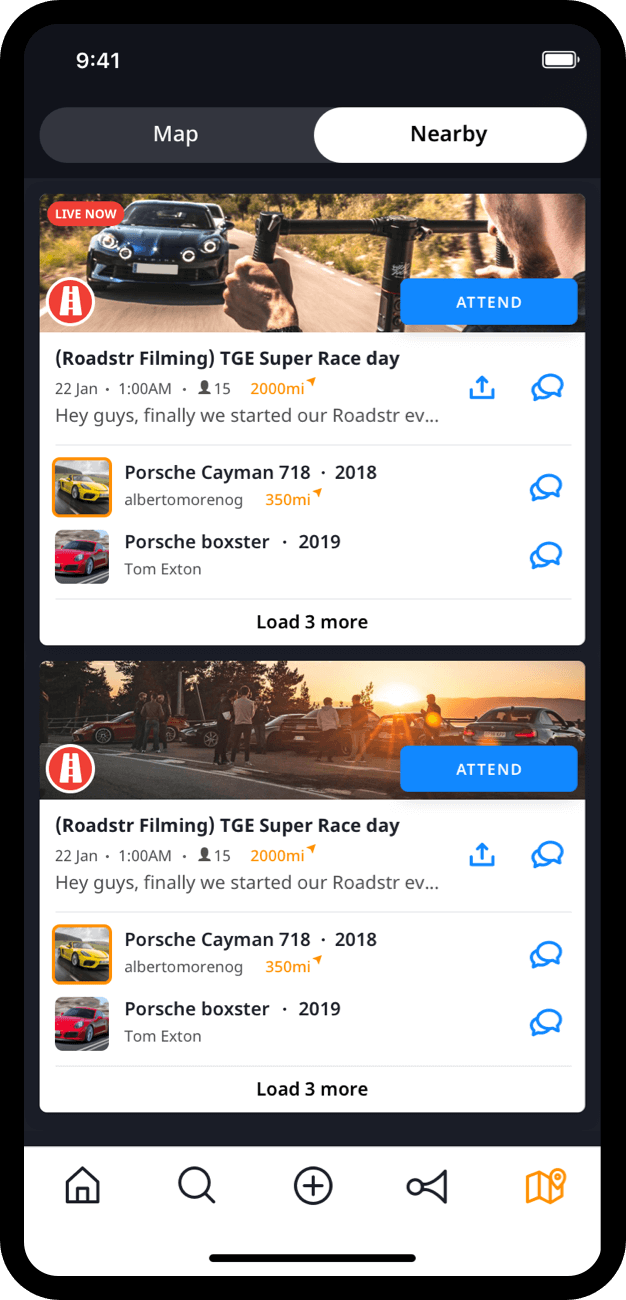 9:41
Map
Nearby
LIVE NOW
ATTEND
(Roadstr Filming) TGE Super Race day
22 Jan • 1:00AM • 15 2000mi
Hey guys, finally we started our Roadstr ev...
Porsche Cayman 718 · 2018
albertomorenog 350mi
Porsche boxster · 2019
Tom Exton
Load 3 more
ATTEND
(Roadstr Filming) TGE Super Race day
22 Jan • 1:00AM • 15 2000mi
Hey guys, finally we started our Roadstr ev...
Porsche Cayman 718 · 2018
albertomorenog 350mi
Porsche boxster · 2019
Tom Exton
Load 3 more